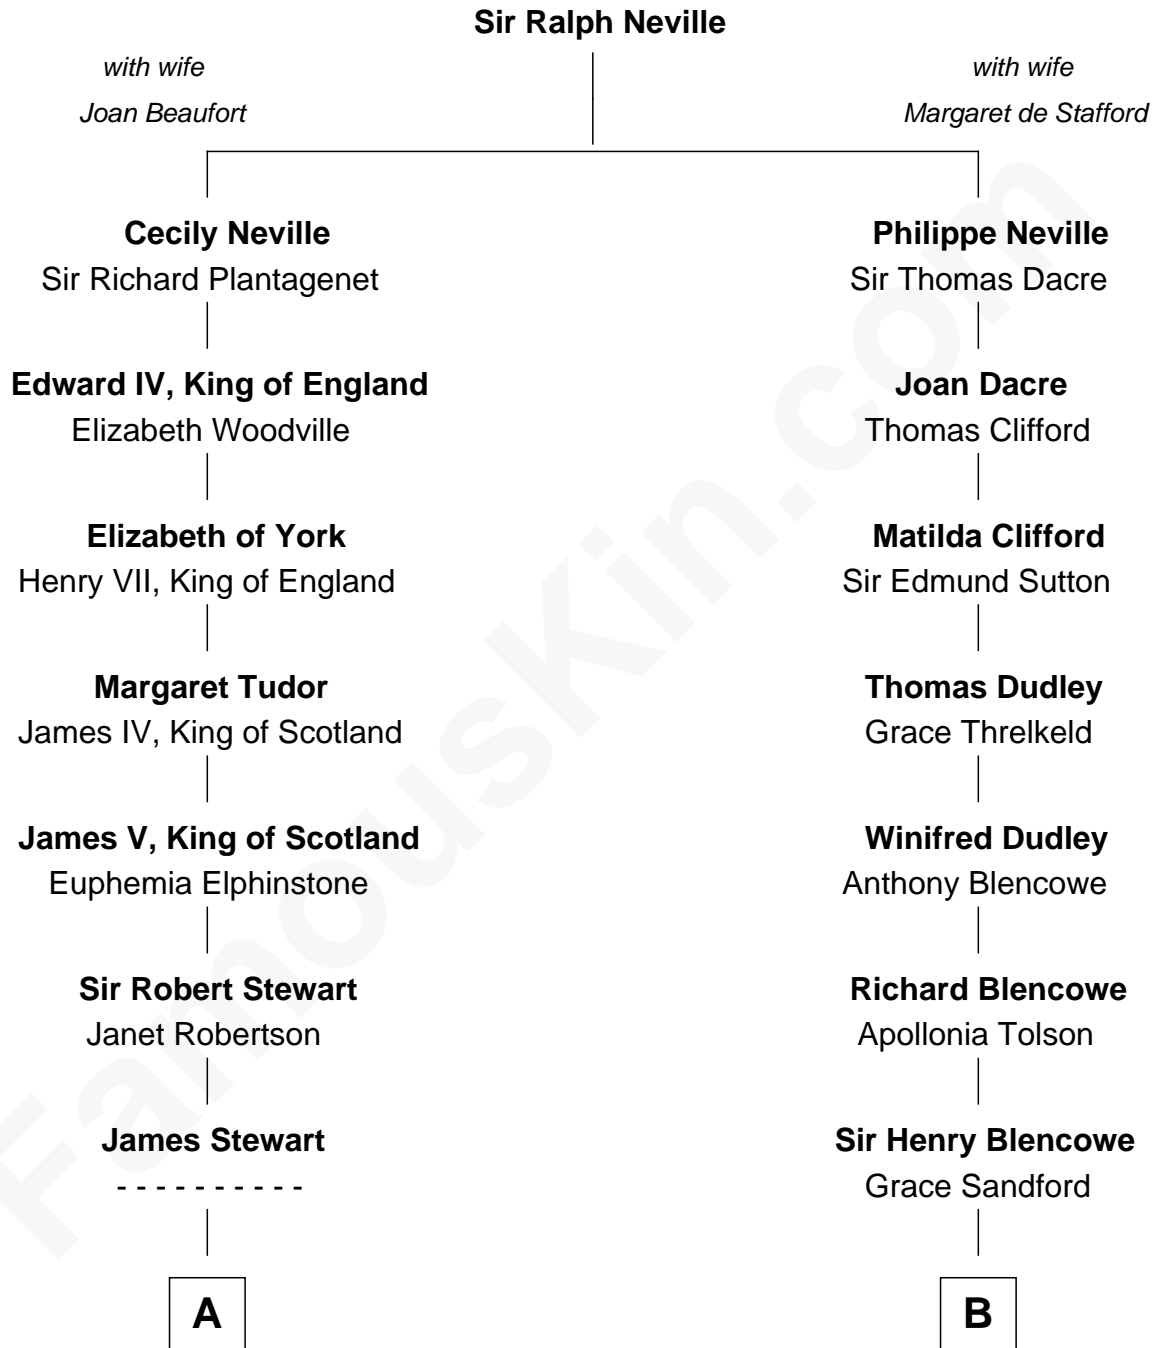 Sir Ralph Neville
with wife
Joan Beaufort
with wife
Margaret de Stafford
Cecily Neville
Sir Richard Plantagenet
Philippe Neville
Sir Thomas Dacre
Edward IV, King of England
Elizabeth Woodville
Joan Dacre
Thomas Clifford
Elizabeth of York
Henry VII, King of England
Matilda Clifford
Sir Edmund Sutton
Margaret Tudor
James IV, King of Scotland
Thomas Dudley
Grace Threlkeld
James V, King of Scotland
Euphemia Elphinstone
Winifred Dudley
Anthony Blencowe
Sir Robert Stewart
Janet Robertson
Richard Blencowe
Apollonia Tolson
James Stewart
- - - - - - - - - -
Sir Henry Blencowe
Grace Sandford
A
B
FamousKin.com